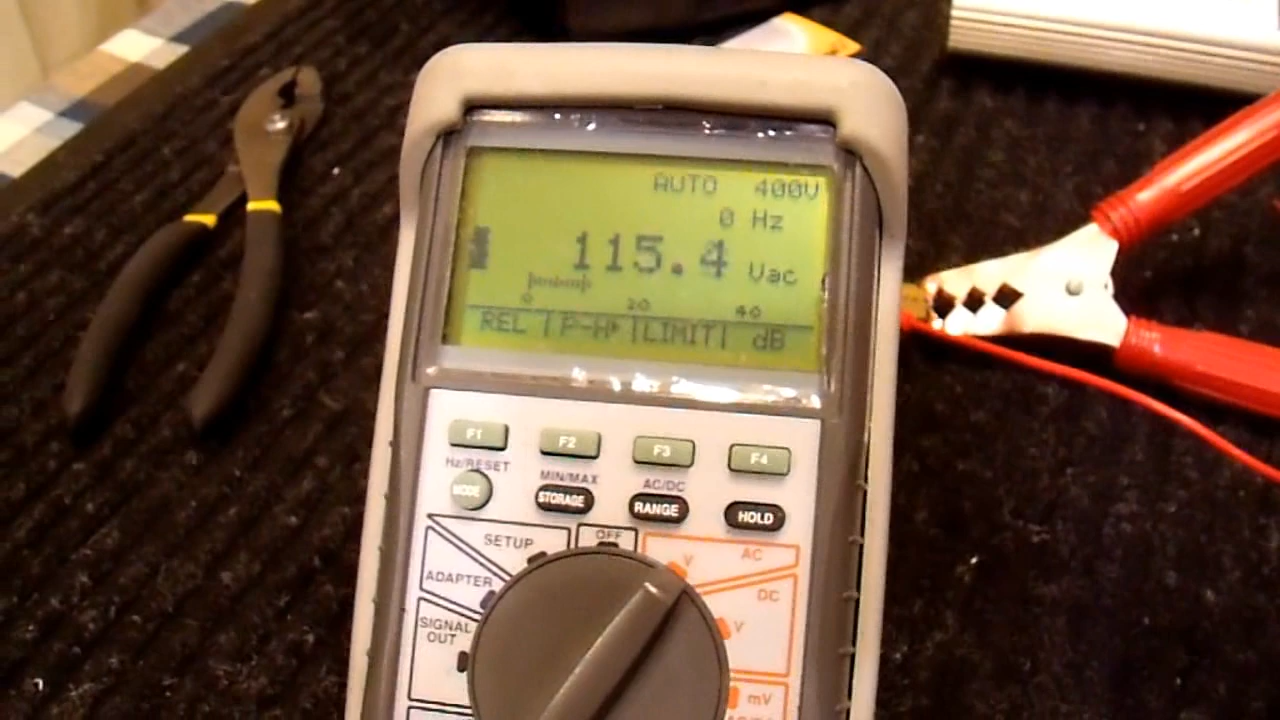 AUTO 400V
0 Hz
115.4 Vac
0 20 40
REL | P-H▶ |LIMIT| dB
F1 F2 F3 F4
Hz/RESET MIN/MAX AC/DC
MODE STORAGE RANGE HOLD
SETUP OFF V AC
ADAPTER DC
SIGNAL OUT V
mV